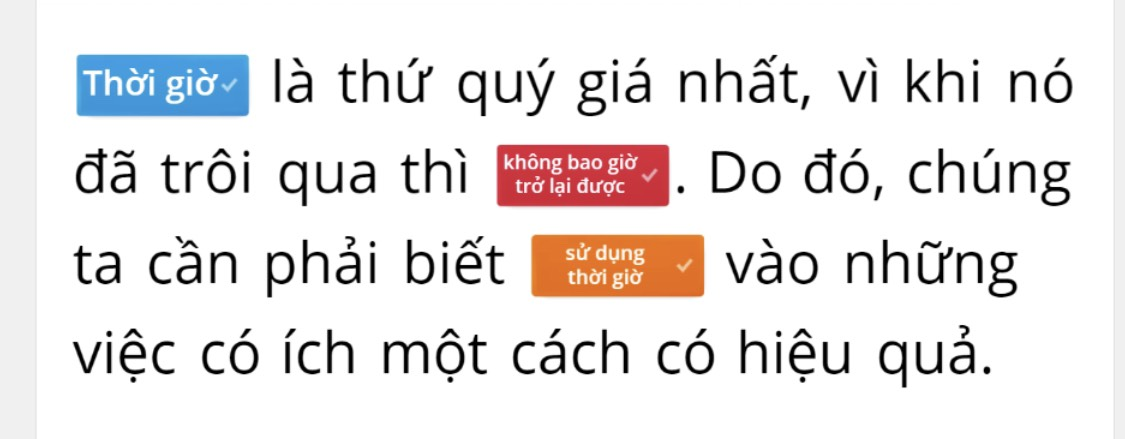 Thời giờ là thứ quý giá nhất, vì khi nó
đã trôi qua thì không bao giờ trở lại được. Do đó, chúng
ta cần phải biết sử dụng thời giờ vào những
việc có ích một cách có hiệu quả.